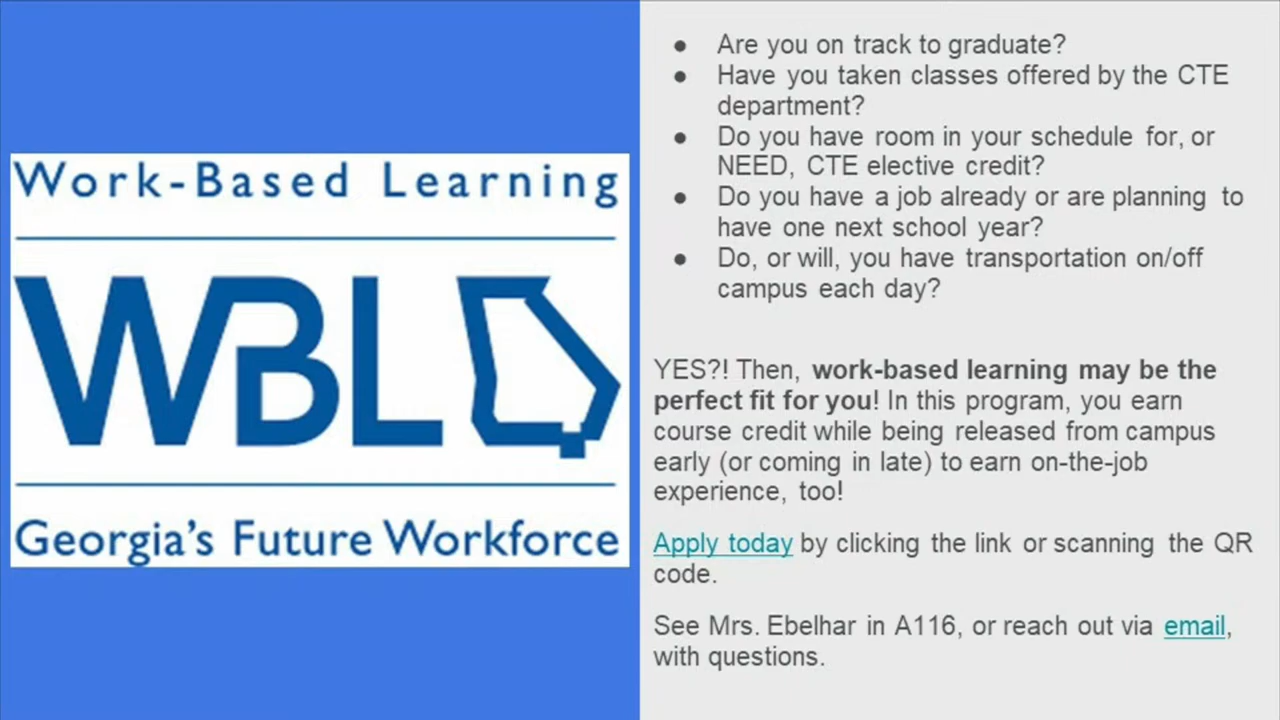 Work-Based Learning
WBL
Georgia's Future Workforce
● Are you on track to graduate?
● Have you taken classes offered by the CTE
department?
● Do you have room in your schedule for, or
NEED, CTE elective credit?
● Do you have a job already or are planning to
have one next school year?
● Do, or will, you have transportation on/off
campus each day?
YES?! Then, work-based learning may be the
perfect fit for you! In this program, you earn
course credit while being released from campus
early (or coming in late) to earn on-the-job
experience, too!
Apply today by clicking the link or scanning the QR
code.
See Mrs. Ebelhar in A116, or reach out via email,
with questions.